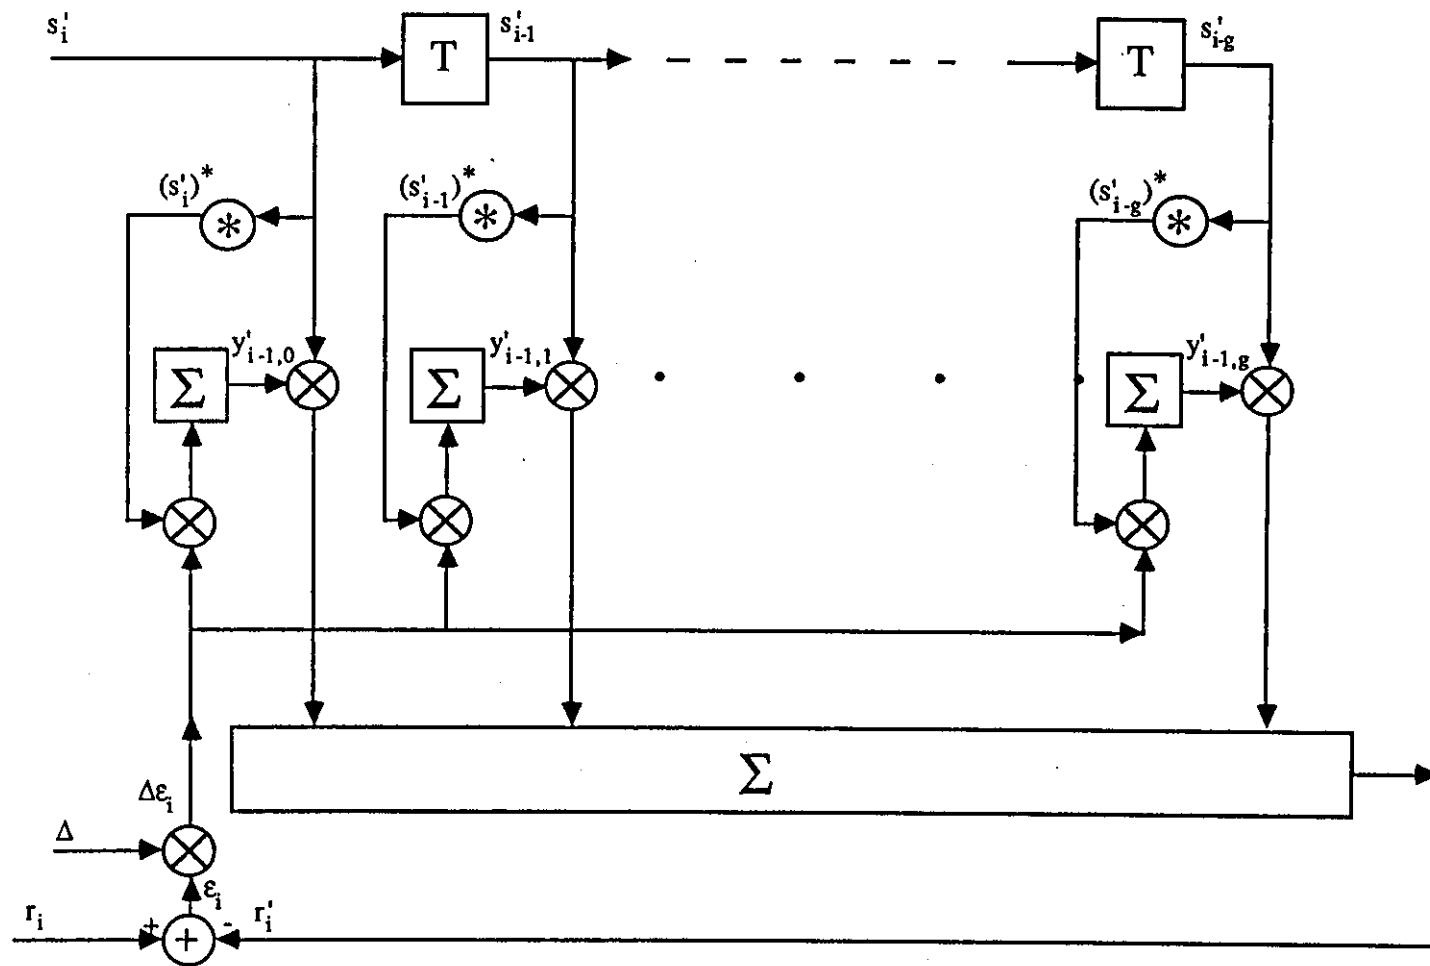 s'i
T
s'i-1
T
s'i-g
(s'i)*
*
(s'i-1)*
*
(s'i-g)*
*
Σ
y'i-1,0
Σ
y'i-1,1
Σ
y'i-1,g
Σ
Δεi
Δ
εi
ri
+
+
-
r'i